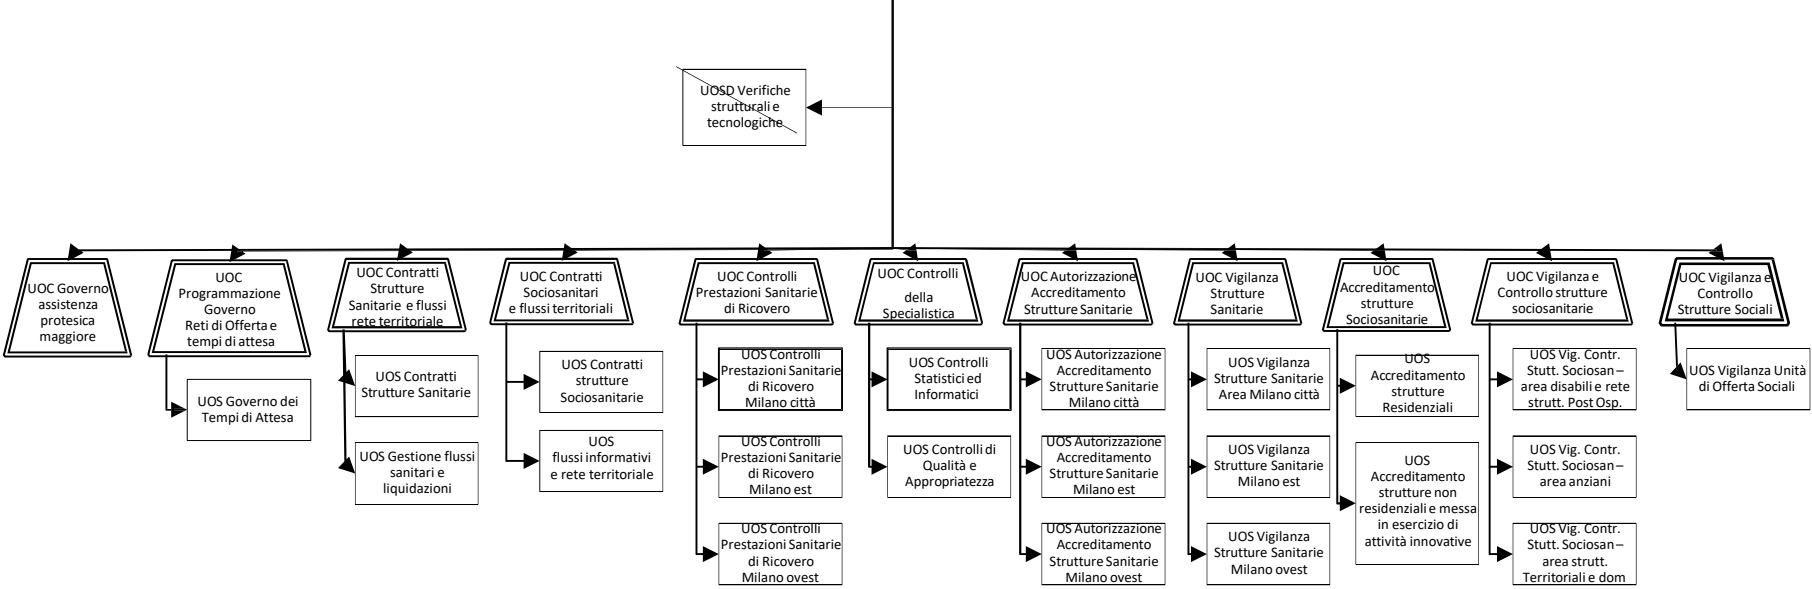 UOSD Verifiche
strutturali e
tecnologiche
UOC Governo
assistenza
protesica
maggiore
UOC
Programmazione
Governo
Reti di Offerta e
tempi di attesa
UOS Governo dei
Tempi di Attesa
UOC Contratti
Strutture
Sanitarie e flussi
rete territoriale
UOS Contratti
Strutture Sanitarie
UOS Gestione flussi
sanitari e
liquidazioni
UOC Contratti
Sociosanitari
e flussi territoriali
UOS Contratti
strutture
Sociosanitarie
UOS
flussi informativi
e rete territoriale
UOC Controlli
Prestazioni Sanitarie
di Ricovero
UOS Controlli
Prestazioni Sanitarie
di Ricovero
Milano città
UOS Controlli
Prestazioni Sanitarie
di Ricovero
Milano est
UOS Controlli
Prestazioni Sanitarie
di Ricovero
Milano ovest
UOC Controlli
della
Specialistica
UOS Controlli
Statistici ed
Informatici
UOS Controlli di
Qualità e
Appropriatezza
UOC Autorizzazione
Accreditamento
Strutture Sanitarie
UOS Autorizzazione
Accreditamento
Strutture Sanitarie
Milano città
UOS Autorizzazione
Accreditamento
Strutture Sanitarie
Milano est
UOS Autorizzazione
Accreditamento
Strutture Sanitarie
Milano ovest
UOC Vigilanza
Strutture
Sanitarie
UOS Vigilanza
Strutture Sanitarie
Area Milano città
UOS Vigilanza
Strutture Sanitarie
Milano est
UOS Vigilanza
Strutture Sanitarie
Milano ovest
UOC
Accreditamento
strutture
Sociosanitarie
UOS
Accreditamento
strutture
Residenziali
UOS
Accreditamento
strutture non
residenziali e messa
in esercizio di
attività innovative
UOC Vigilanza e
Controllo strutture
sociosanitarie
UOS Vig. Contr.
Stutt. Sociosan –
area disabili e rete
strutt. Post Osp.
UOS Vig. Contr.
Stutt. Sociosan –
area anziani
UOS Vig. Contr.
Stutt. Sociosan –
area strutt.
Territoriali e dom
UOC Vigilanza e
Controllo
Strutture Sociali
UOS Vigilanza Unità
di Offerta Sociali